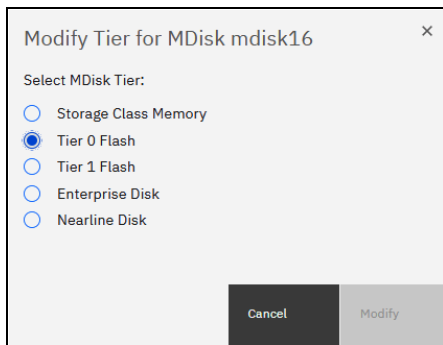 Modify Tier for MDisk mdisk16
×
Select MDisk Tier:
Storage Class Memory
Tier 0 Flash
Tier 1 Flash
Enterprise Disk
Nearline Disk
Cancel
Modify